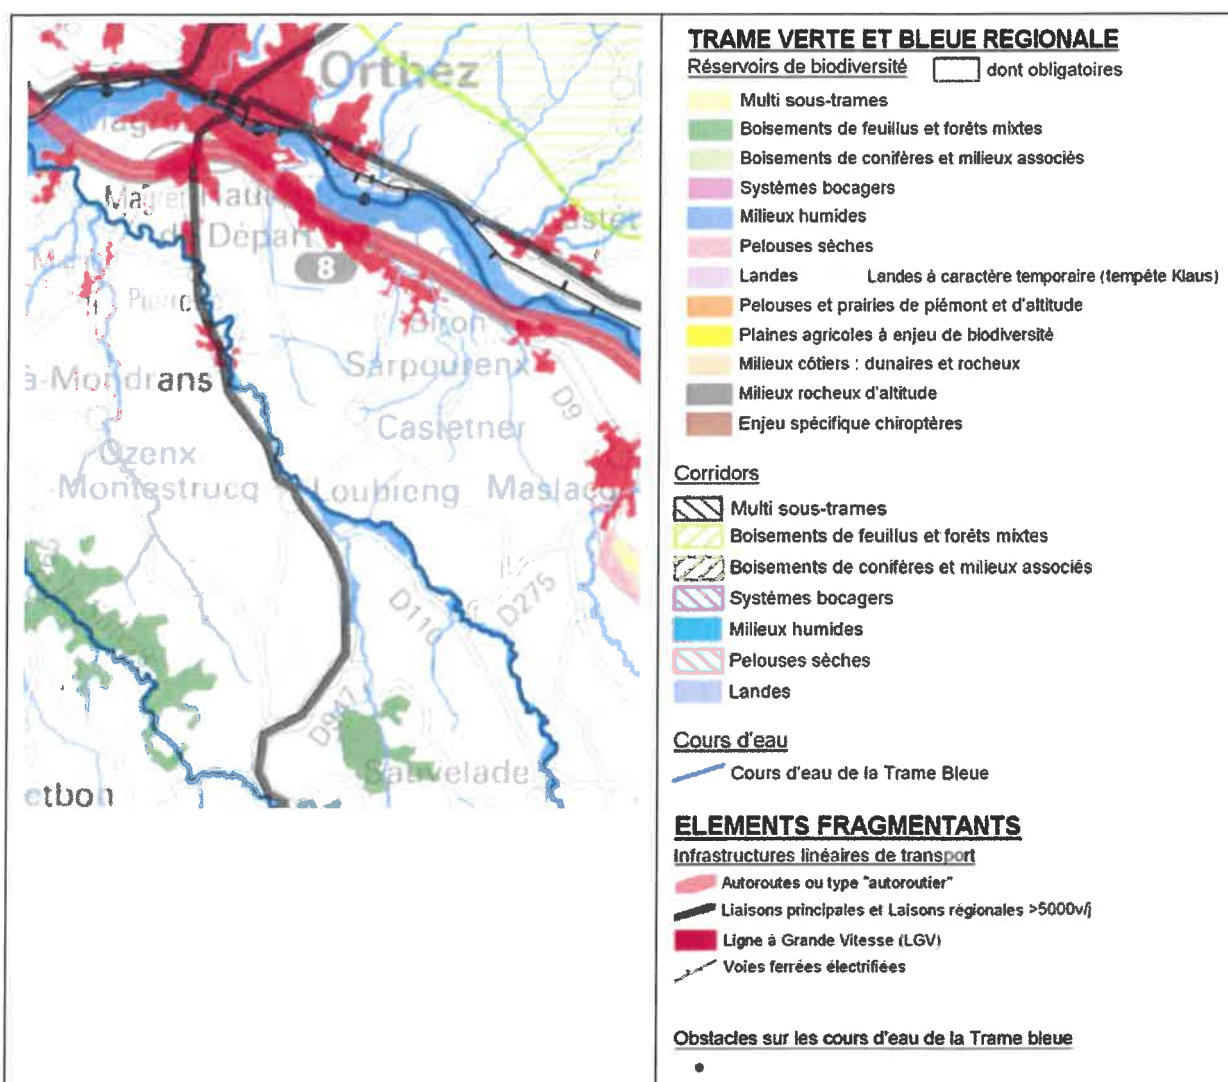 Orthez
Haut
de Départ
8
Biron
Sarpourenx
à-Mondrans
D9
Castetner
Ozenx
Montestrucq
Loubieng
Maslacq
D110
D275
D947
Sauvelade
etbon
TRAME VERTE ET BLEUE REGIONALE
Réservoirs de biodiversité dont obligatoires
Multi sous-trames
Boisements de feuillus et forêts mixtes
Boisements de conifères et milieux associés
Systèmes bocagers
Milieux humides
Pelouses sèches
Landes Landes à caractère temporaire (tempête Klaus)
Pelouses et prairies de piémont et d'altitude
Plaines agricoles à enjeu de biodiversité
Milieux côtiers : dunaires et rocheux
Milieux rocheux d'altitude
Enjeu spécifique chiroptères
Corridors
Multi sous-trames
Boisements de feuillus et forêts mixtes
Boisements de conifères et milieux associés
Systèmes bocagers
Milieux humides
Pelouses sèches
Landes
Cours d'eau
Cours d'eau de la Trame Bleue
ELEMENTS FRAGMENTANTS
Infrastructures linéaires de transport
Autoroutes ou type "autoroutier"
Liaisons principales et Laisons régionales >5000v/j
Ligne à Grande Vitesse (LGV)
Voies ferrées électrifiées
Obstacles sur les cours d'eau de la Trame bleue